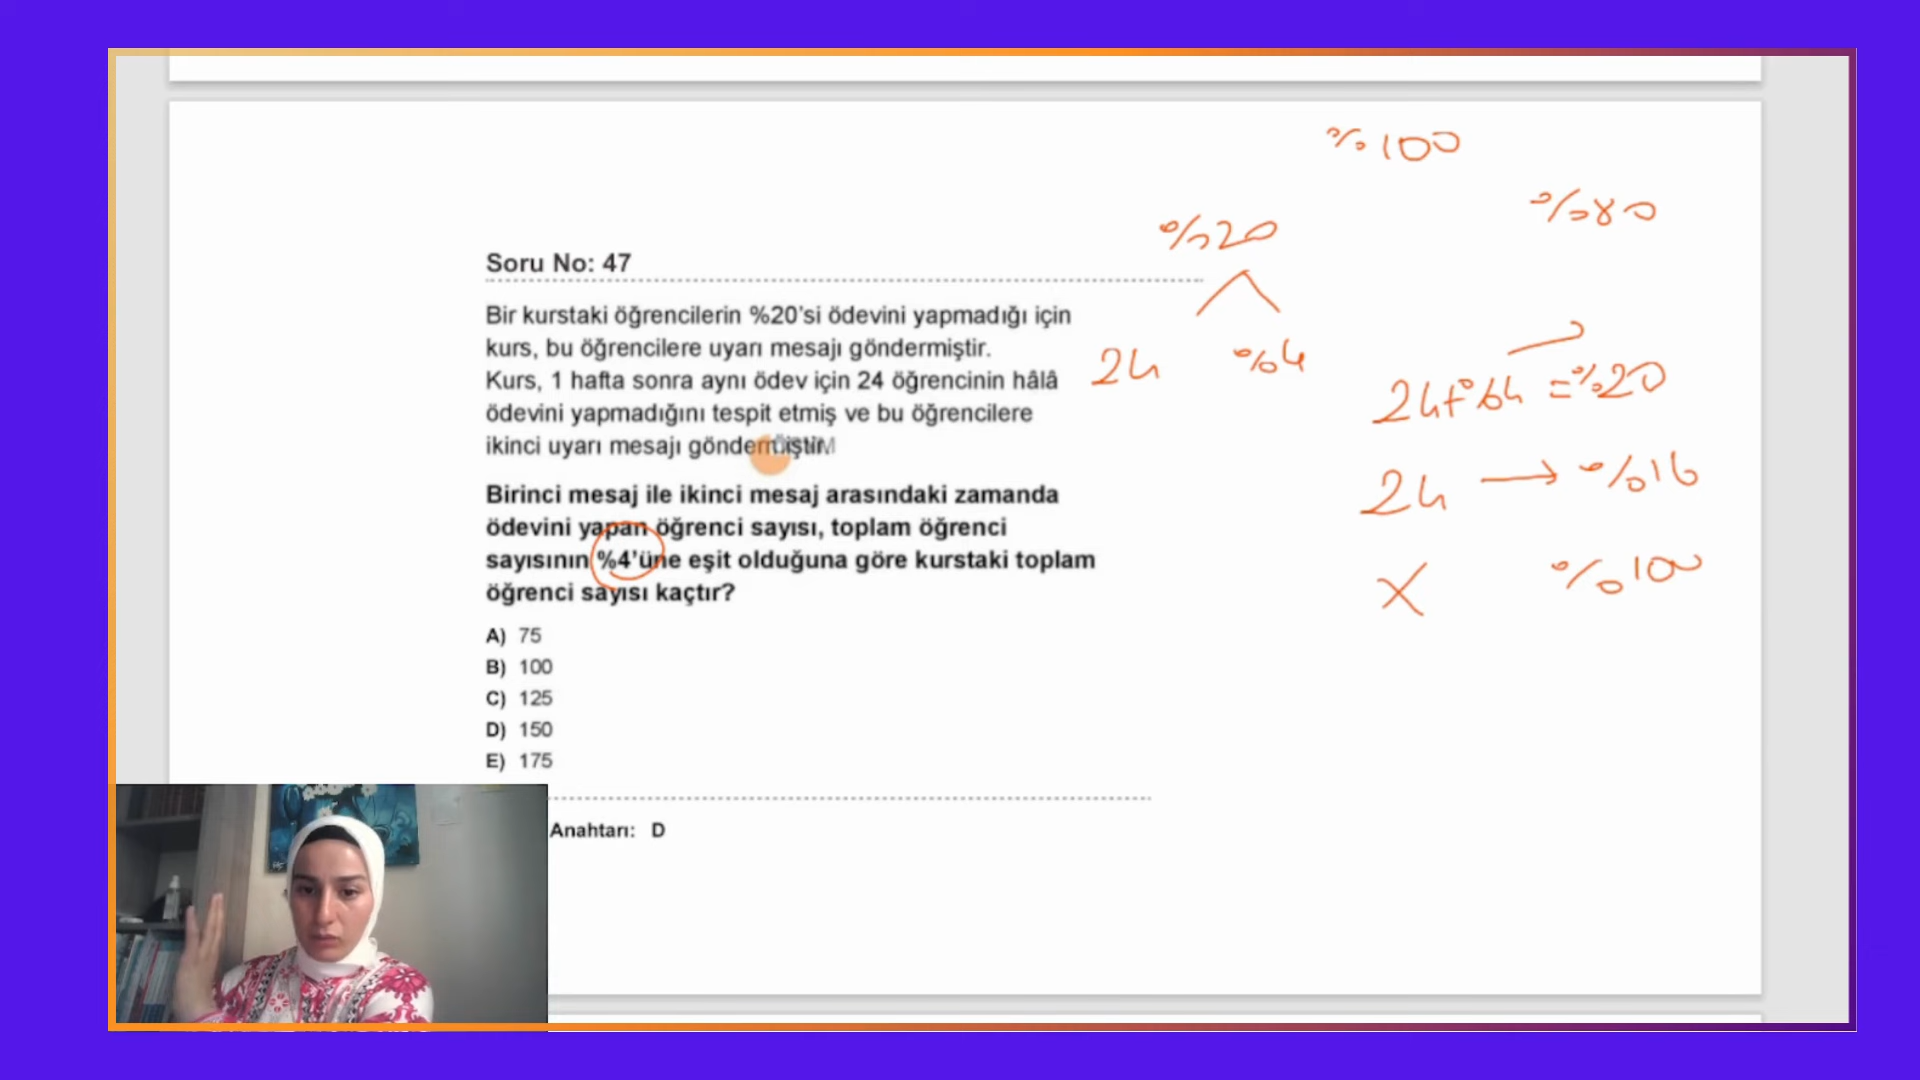 %100
%80
%20
Soru No: 47
Bir kurstaki öğrencilerin %20'si ödevini yapmadığı için
kurs, bu öğrencilere uyarı mesajı göndermiştir.
Kurs, 1 hafta sonra aynı ödev için 24 öğrencinin hâlâ
ödevini yapmadığını tespit etmiş ve bu öğrencilere
ikinci uyarı mesajı göndermiştir.
24 %4
24+%4 = %20
24 → %16
X %100
Birinci mesaj ile ikinci mesaj arasındaki zamanda
ödevini yapan öğrenci sayısı, toplam öğrenci
sayısının %4'üne eşit olduğuna göre kurstaki toplam
öğrenci sayısı kaçtır?
A) 75
B) 100
C) 125
D) 150
E) 175
Anahtarı: D